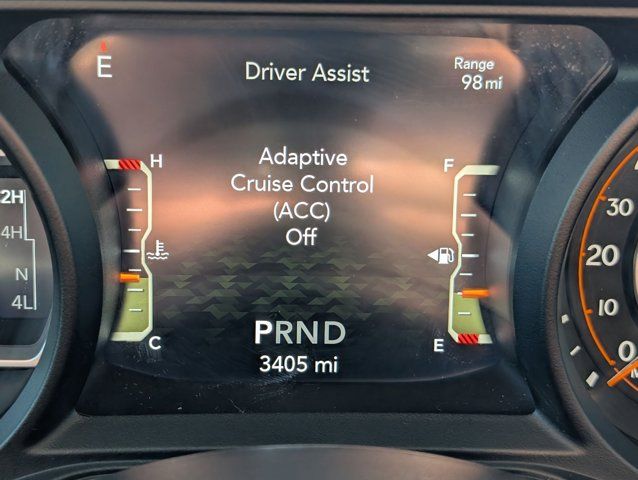 E
Driver Assist
Range
98 mi
H
F
Adaptive
Cruise Control
(ACC)
Off
2H
4H
N
4L
30
20
10
0
C
E
PRND
3405 mi